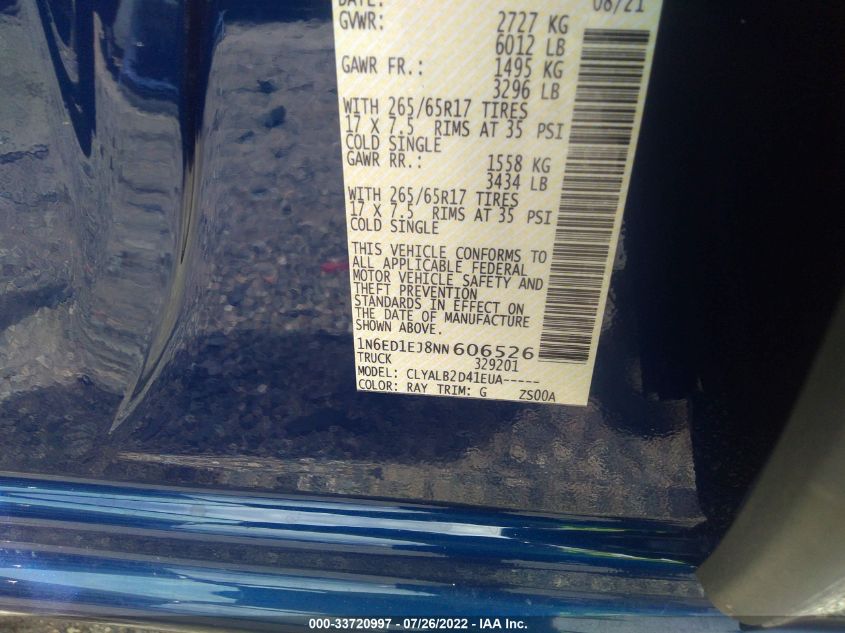 DATE: 08/21
GVWR: 2727 KG
6012 LB
GAWR FR.: 1495 KG
3296 LB
WITH 265/65R17 TIRES
17 X 7.5 RIMS AT 35 PSI
COLD SINGLE
GAWR RR.: 1558 KG
3434 LB
WITH 265/65R17 TIRES
17 X 7.5 RIMS AT 35 PSI
COLD SINGLE
THIS VEHICLE CONFORMS TO
ALL APPLICABLE FEDERAL
MOTOR VEHICLE SAFETY AND
THEFT PREVENTION
STANDARDS IN EFFECT ON
THE DATE OF MANUFACTURE
SHOWN ABOVE.
1N6ED1EJ8NN606526
TRUCK 329201
MODEL: CLYALB2D41EUA-----
COLOR: RAY TRIM: G ZS00A
000-33720997 - 07/26/2022 - IAA Inc.